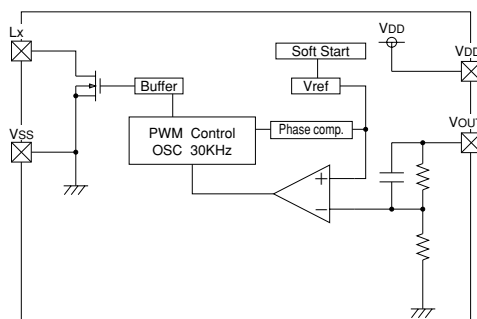 Lx
VDD
VDD
Soft Start
Buffer
Vref
VSS
PWM Control
OSC 30KHz
Phase comp.
VOUT
+
−